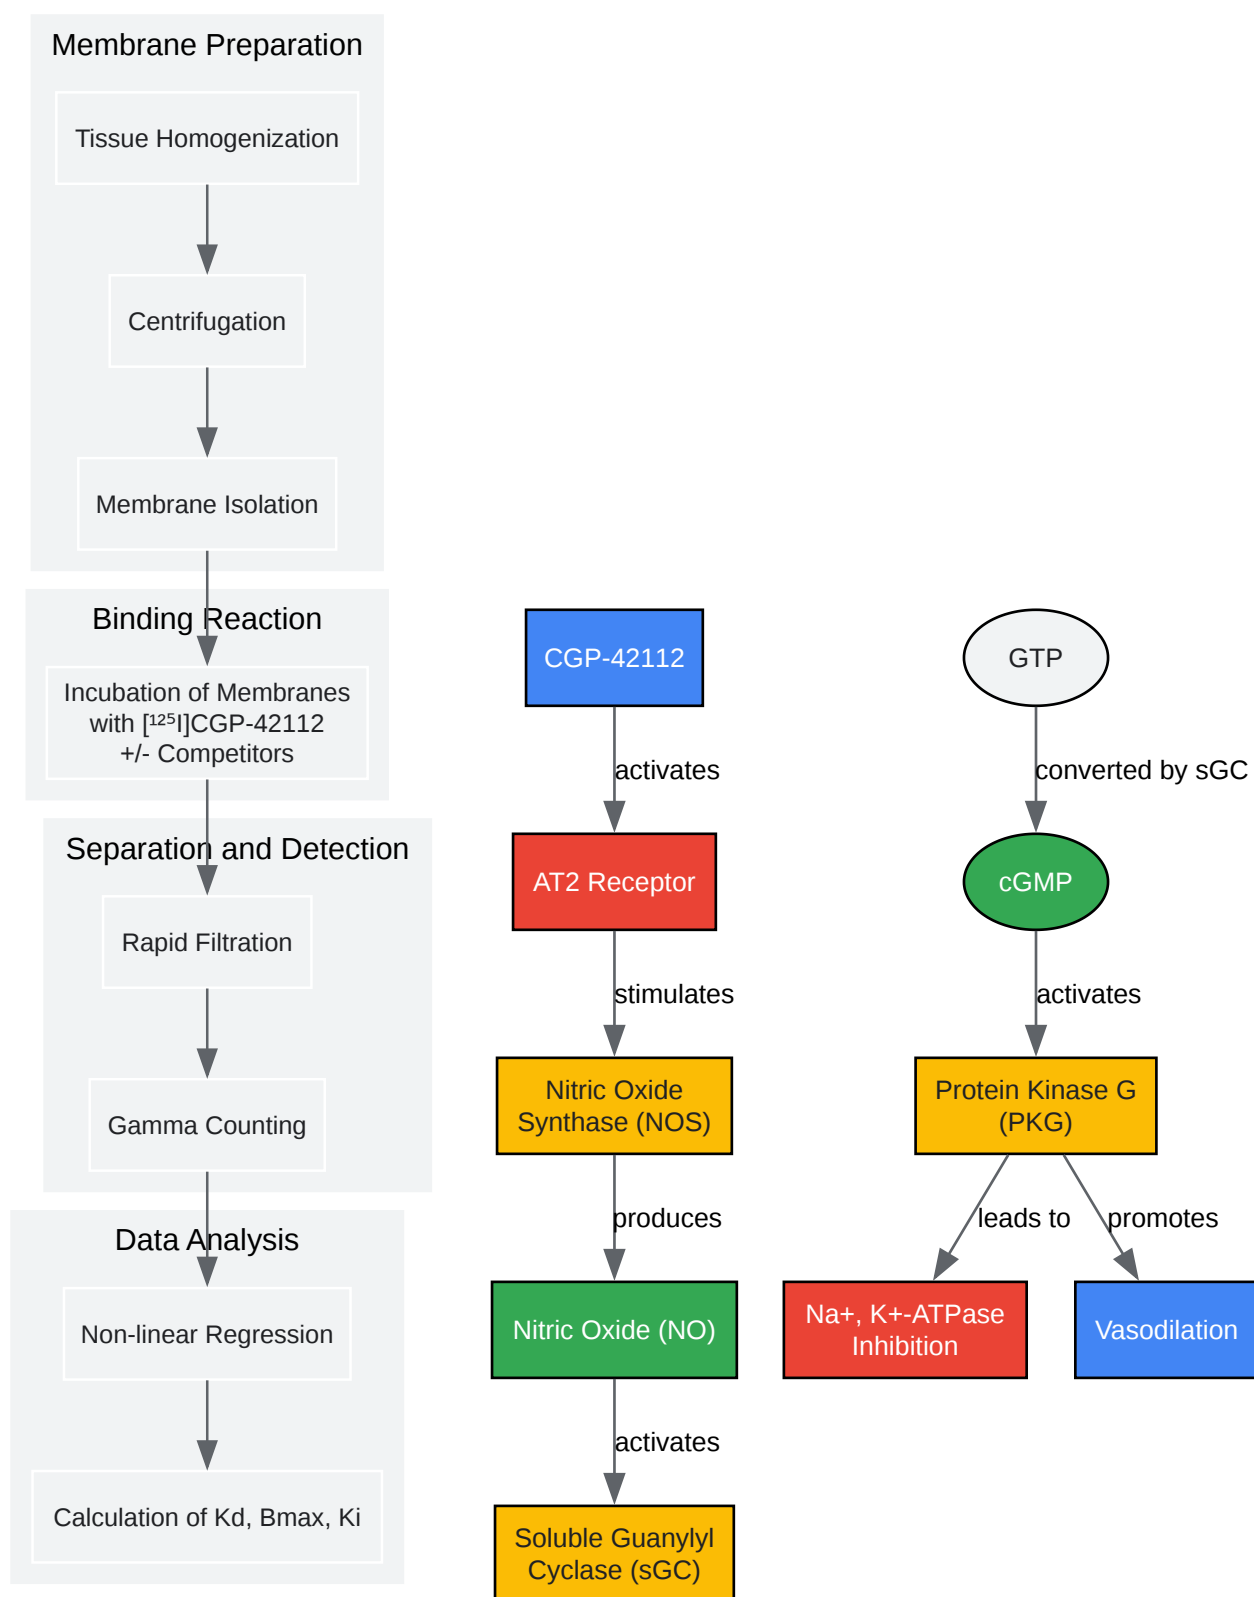 Membrane Preparation
Tissue Homogenization
Centrifugation
Membrane Isolation
Binding Reaction
Incubation of Membranes
with [¹²⁵I]CGP-42112
+/- Competitors
Separation and Detection
Rapid Filtration
Gamma Counting
Data Analysis
Non-linear Regression
Calculation of Kd, Bmax, Ki
CGP-42112
activates
AT2 Receptor
stimulates
Nitric Oxide
Synthase (NOS)
produces
Nitric Oxide (NO)
activates
Soluble Guanylyl
Cyclase (sGC)
GTP
converted by sGC
cGMP
activates
Protein Kinase G
(PKG)
leads to
promotes
Na+, K+-ATPase
Inhibition
Vasodilation